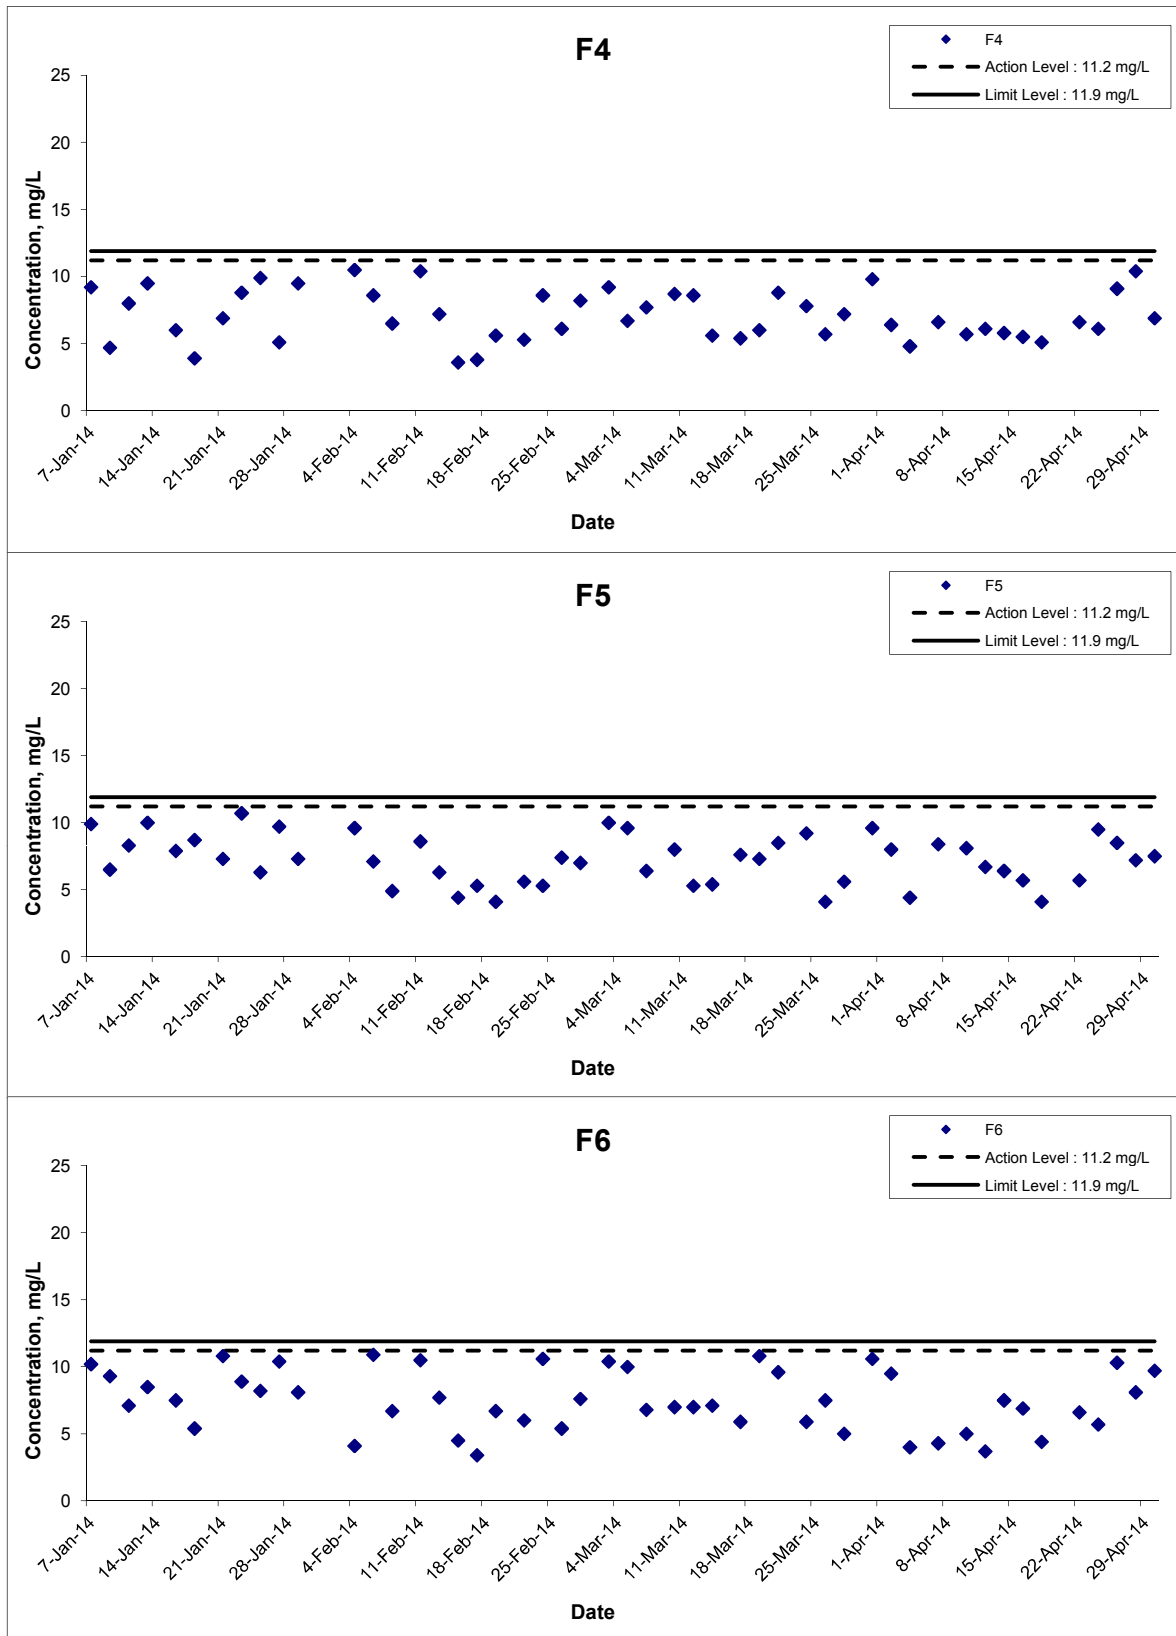 F4
F4
Action Level : 11.2 mg/L
Limit Level : 11.9 mg/L
25
20
15
10
5
0
Concentration, mg/L
7-Jan-14
14-Jan-14
21-Jan-14
28-Jan-14
4-Feb-14
11-Feb-14
18-Feb-14
25-Feb-14
4-Mar-14
11-Mar-14
18-Mar-14
25-Mar-14
1-Apr-14
8-Apr-14
15-Apr-14
22-Apr-14
29-Apr-14
Date
F5
F5
Action Level : 11.2 mg/L
Limit Level : 11.9 mg/L
25
20
15
10
5
0
Concentration, mg/L
7-Jan-14
14-Jan-14
21-Jan-14
28-Jan-14
4-Feb-14
11-Feb-14
18-Feb-14
25-Feb-14
4-Mar-14
11-Mar-14
18-Mar-14
25-Mar-14
1-Apr-14
8-Apr-14
15-Apr-14
22-Apr-14
29-Apr-14
Date
F6
F6
Action Level : 11.2 mg/L
Limit Level : 11.9 mg/L
25
20
15
10
5
0
Concentration, mg/L
7-Jan-14
14-Jan-14
21-Jan-14
28-Jan-14
4-Feb-14
11-Feb-14
18-Feb-14
25-Feb-14
4-Mar-14
11-Mar-14
18-Mar-14
25-Mar-14
1-Apr-14
8-Apr-14
15-Apr-14
22-Apr-14
29-Apr-14
Date